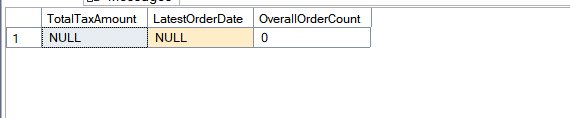 Messages
TotalTaxAmount LatestOrderDate OverallOrderCount
1 NULL NULL 0